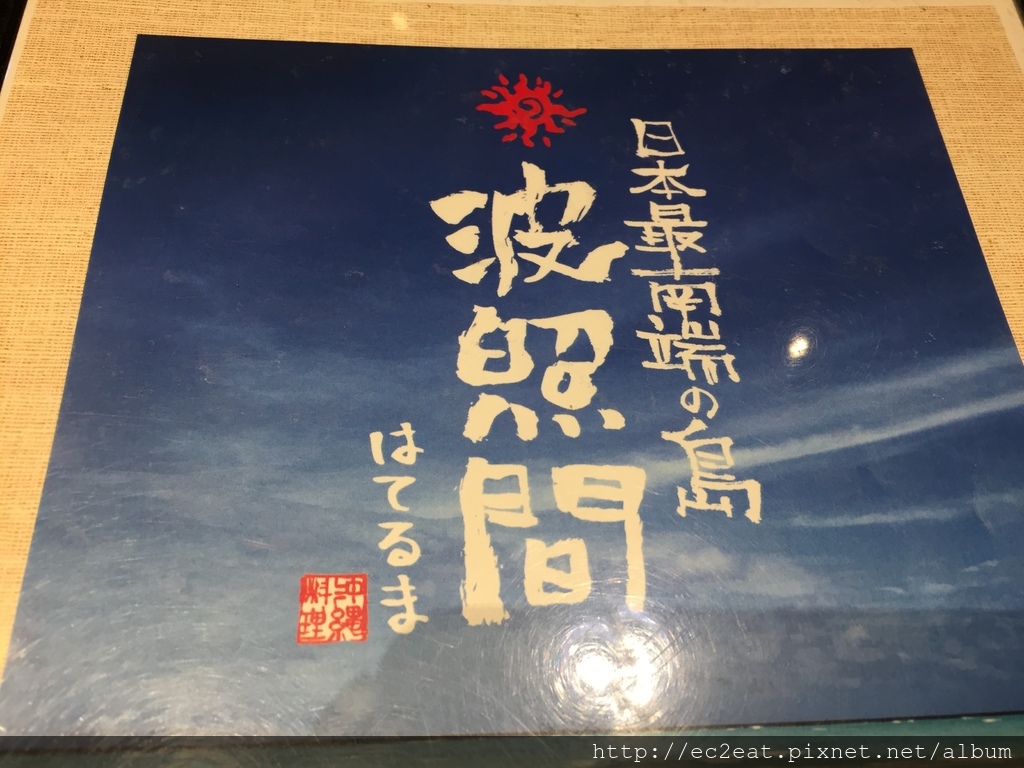 日本最南端の島
波照間
はてるま
沖縄
料理
http://ec2eat.pixnet.net/album